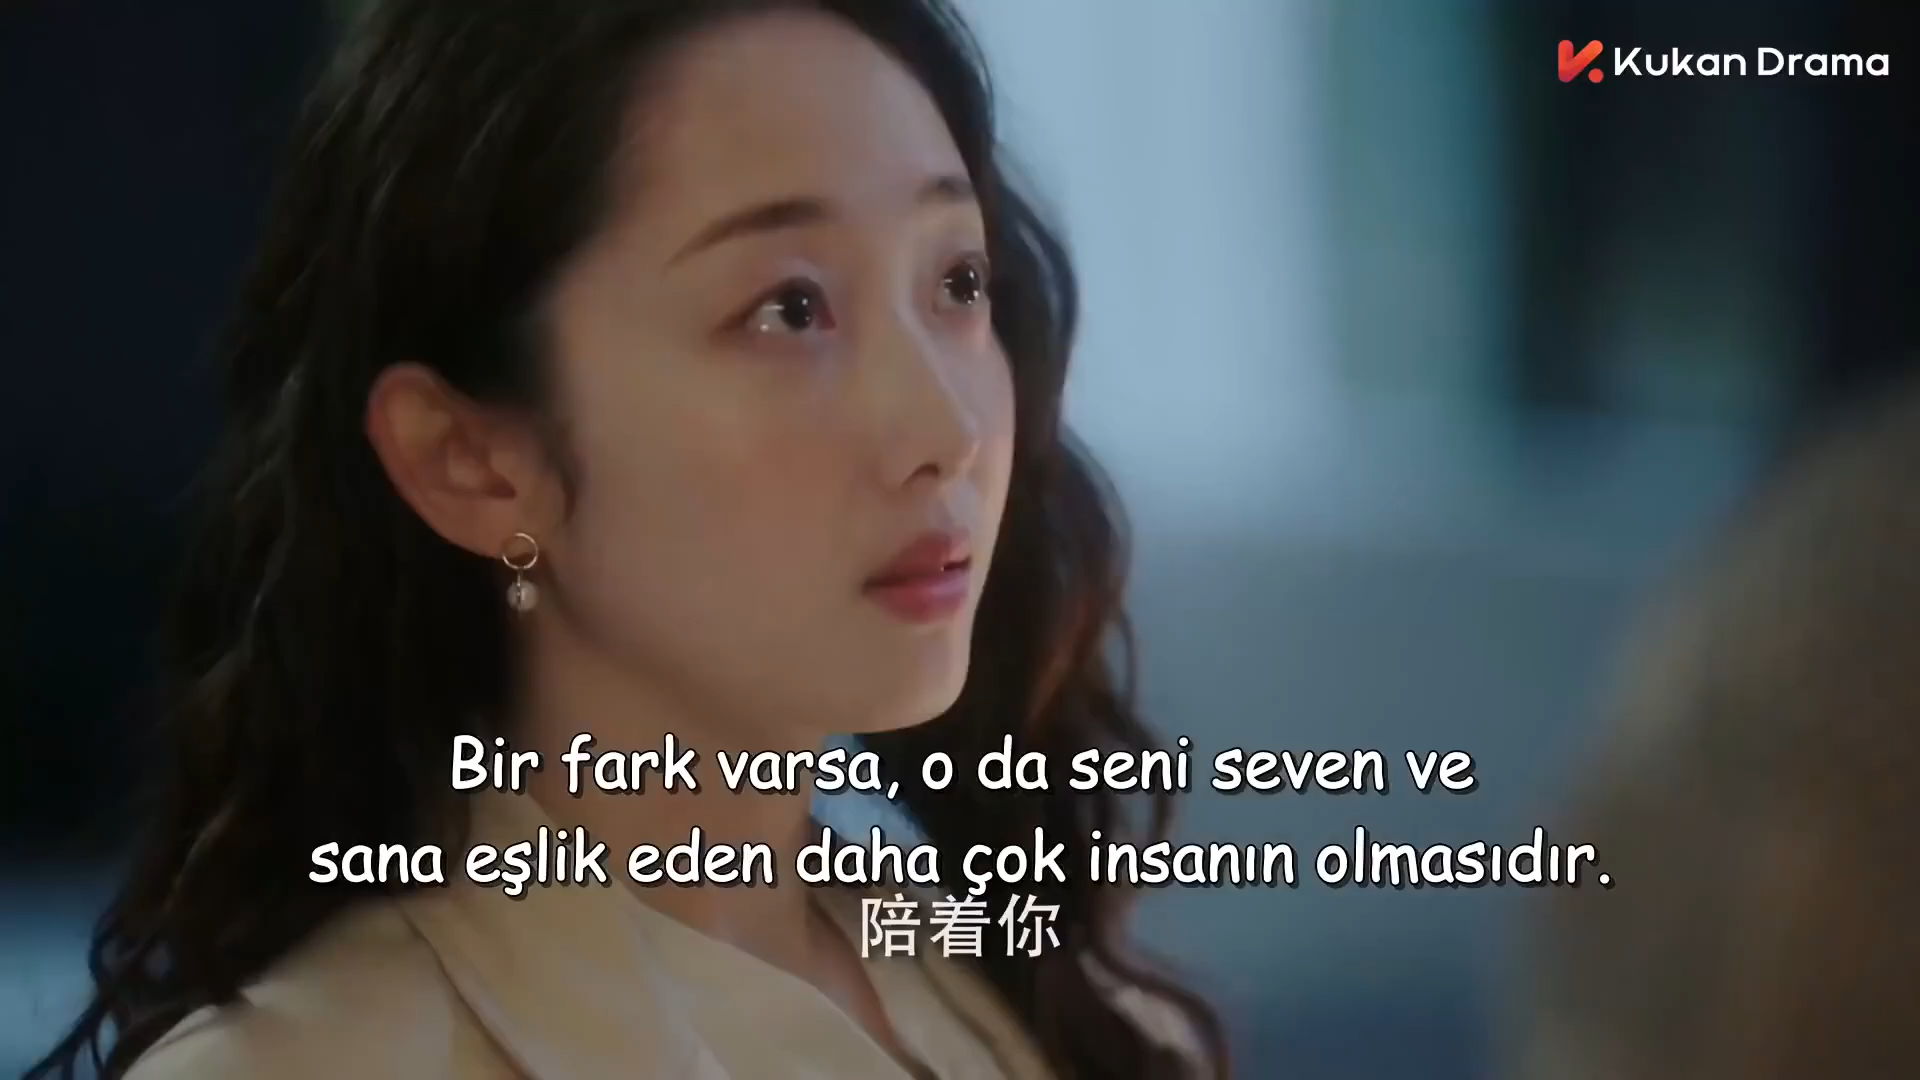 Kukan Drama
Bir fark varsa, o da seni seven ve
sana eşlik eden daha çok insanın olmasıdır.
陪着你